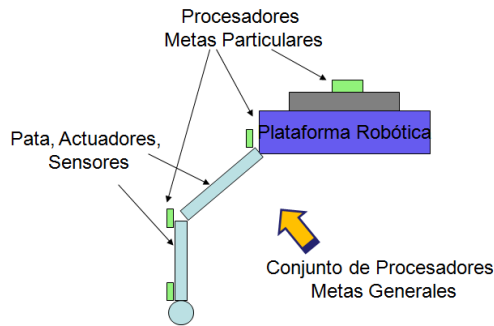 Procesadores
Metas Particulares
Plataforma Robótica
Pata, Actuadores,
Sensores
Conjunto de Procesadores
Metas Generales